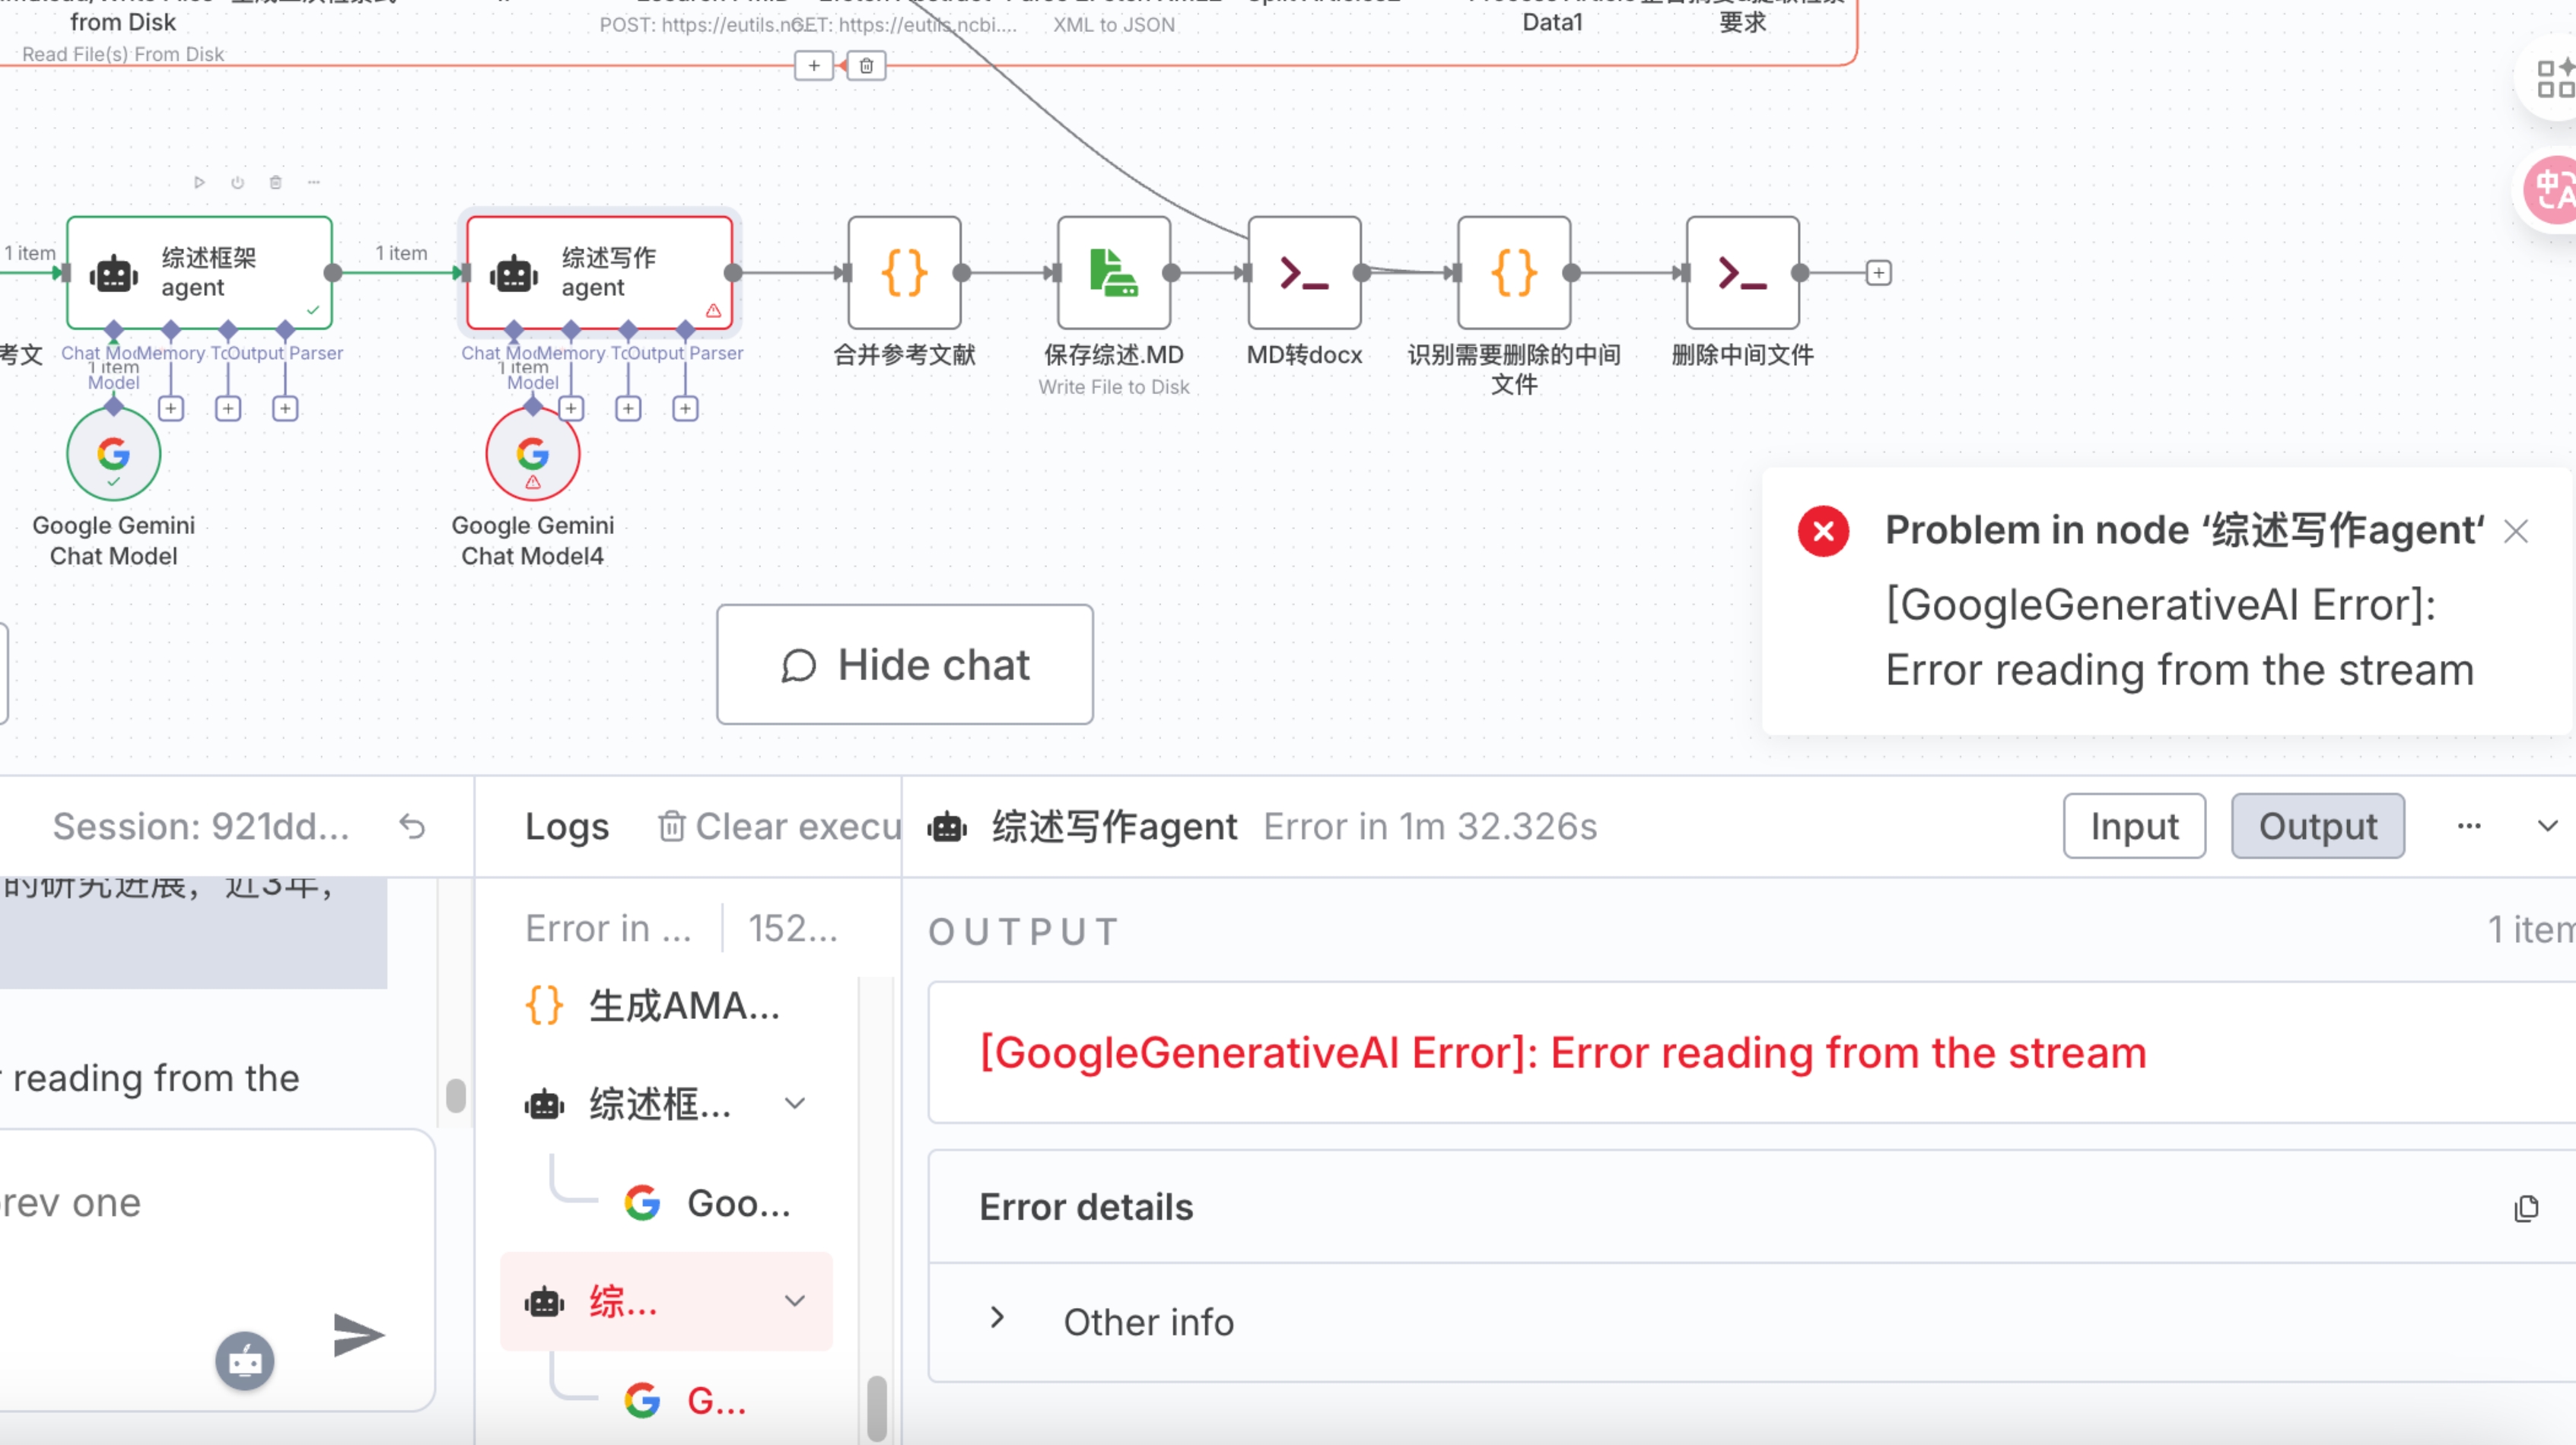 from Disk
Read File(s) From Disk
POST: https://eutils.nc
GET: https://eutils.ncbi....
XML to JSON
Data1
要求
1 item
综述框架
agent
1 item
综述写作
agent
考文
Memory
Output Parser
1 item
Model
Memory
Output Parser
1 item
Model
合并参考文献
保存综述.MD
Write File to Disk
MD转docx
识别需要删除的中间
文件
删除中间文件
Google Gemini
Chat Model
Google Gemini
Chat Model4
Problem in node ‘综述写作agent‘
[GoogleGenerativeAI Error]:
Error reading from the stream
Hide chat
Session: 921dd...
Logs
Clear execu
综述写作agent
Error in 1m 32.326s
Input
Output
的研究进展，近3年，
Error in ...
152...
OUTPUT
1 item
生成AMA...
[GoogleGenerativeAI Error]: Error reading from the stream
reading from the
综述框...
Error details
rev one
Goo...
综...
Other info
G...